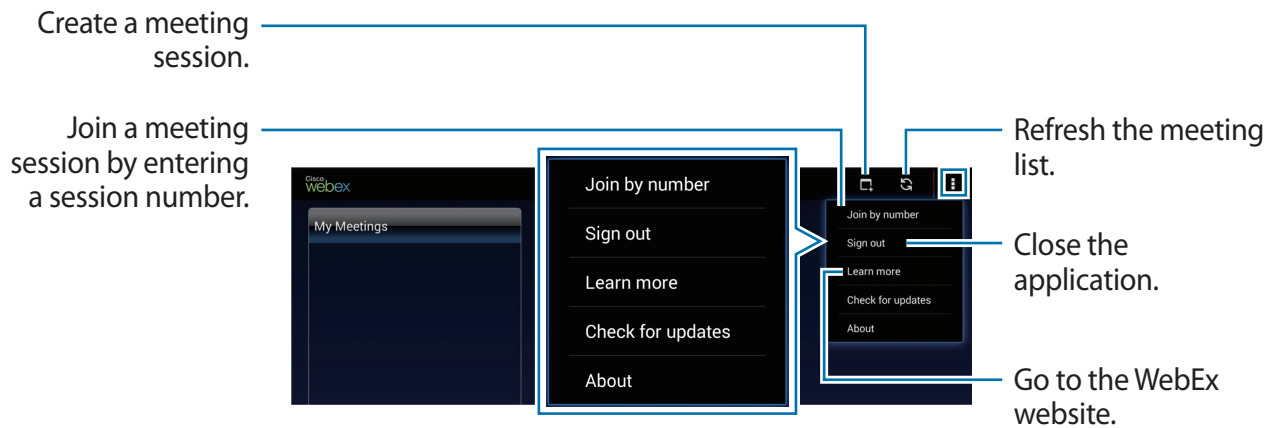 Create a meeting
session.
Join a meeting
session by entering
a session number.
Cisco
webex
My Meetings
Join by number
Sign out
Learn more
Check for updates
About
Join by number
Sign out
Learn more
Check for updates
About
Refresh the meeting
list.
Close the
application.
Go to the WebEx
website.